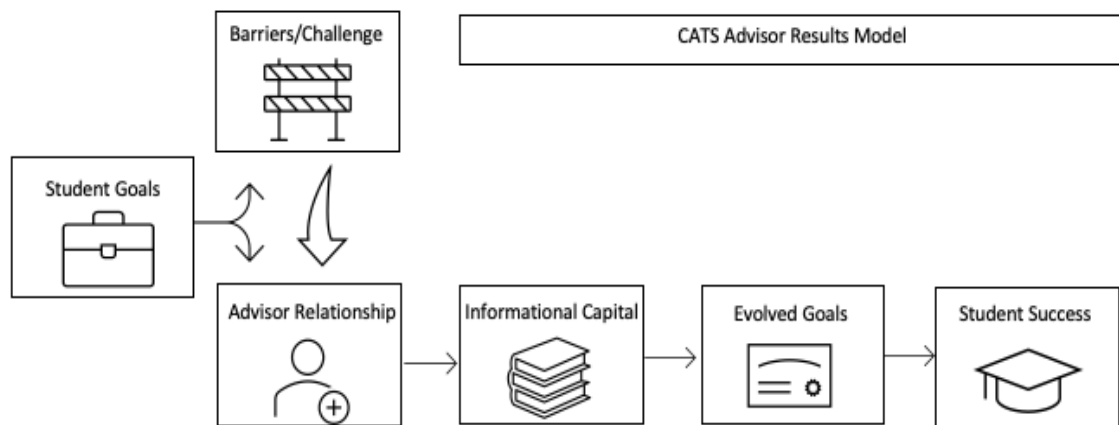 Barriers/Challenge
CATS Advisor Results Model
Student Goals
Advisor Relationship
Informational Capital
Evolved Goals
Student Success